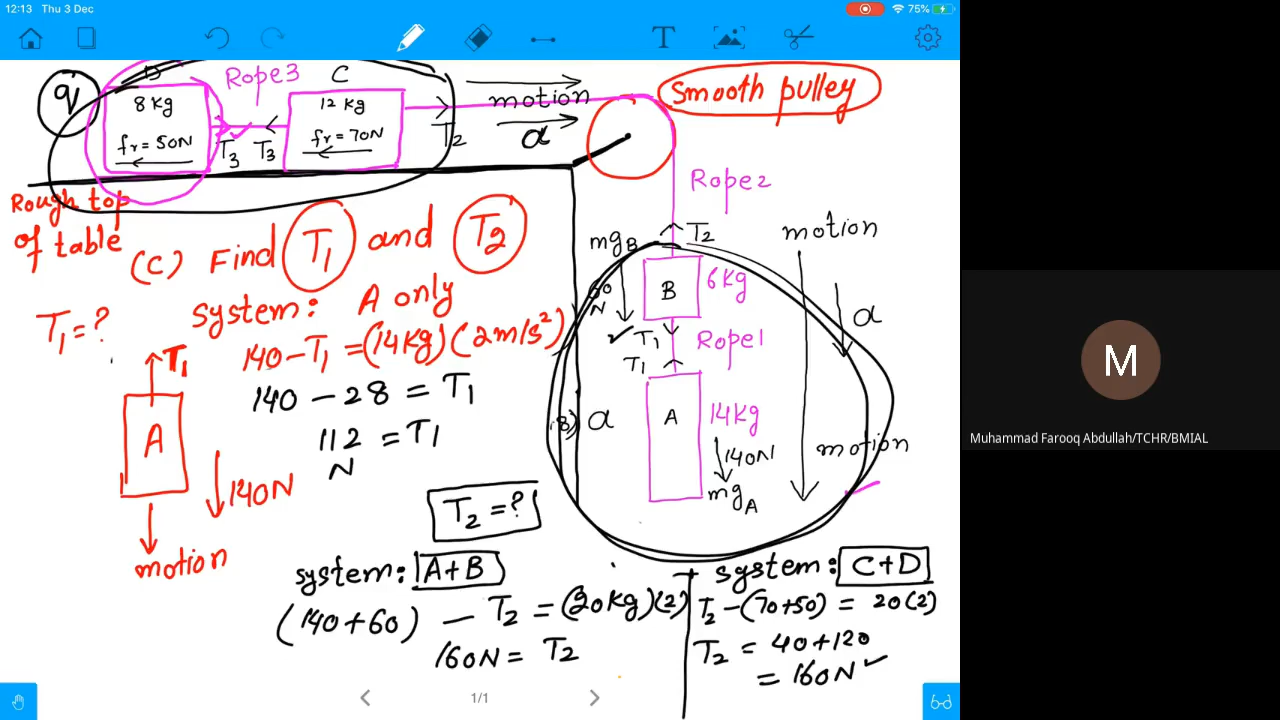 12:13 Thu 3 Dec
75%
T
q
D
Rope3
C
8 Kg
fr = 50N
12 Kg
fr = 70N
T3 T3
T2
motion
a
Smooth pulley
Rope2
Rough top
of table
(C) Find T1 and T2
T1 = ?
system: A only
140 - T1 = (14Kg)(2m/s²)
140 - 28 = T1
112 = T1
N
T1
A
140N
motion
mgB
60
N
T2
B
6Kg
T1
Rope1
T1
A
14Kg
140N
mgA
motion
a
motion
a
T2 = ?
system: A+B
(140+60) - T2 = (20kg)(2)
160N = T2
system: C+D
T2 - (70+50) = 20(2)
T2 = 40+120
= 160N
1/1
M
Muhammad Farooq Abdullah/TCHR/BMIAL